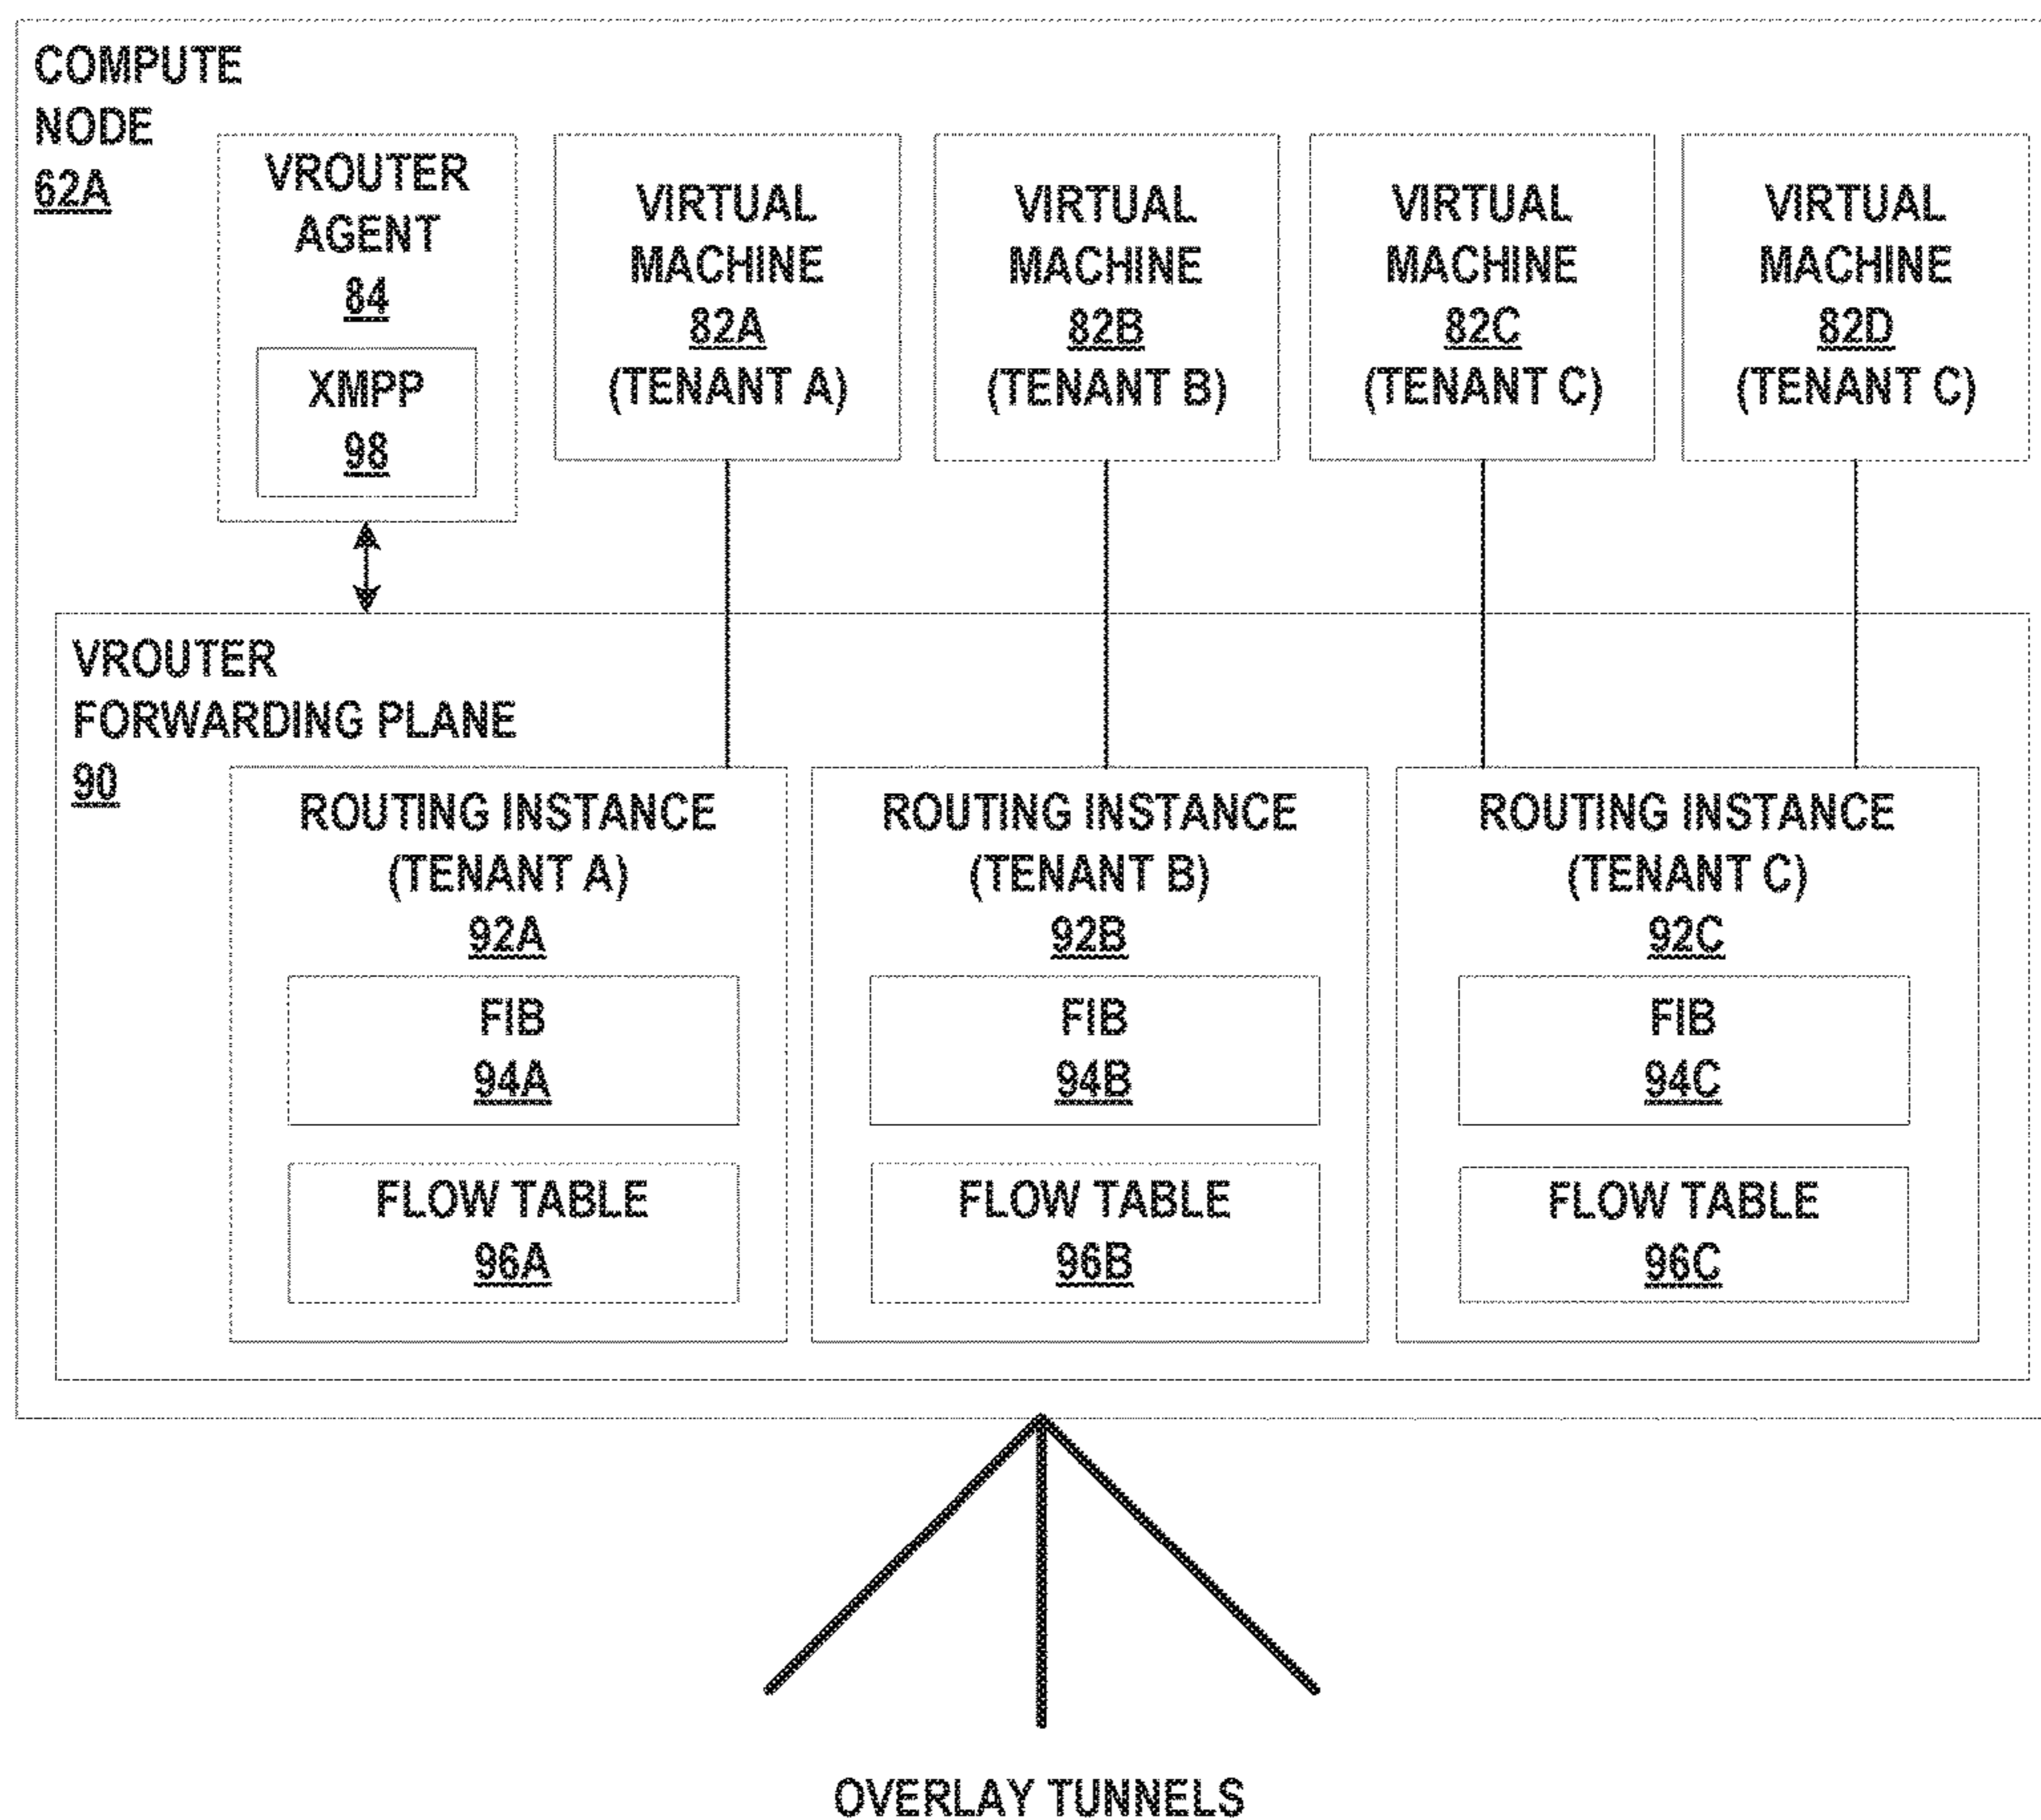 COMPUTE
NODE
62A
VROUTER
AGENT
84
XMPP
98
VIRTUAL
MACHINE
82A
(TENANT A)
VIRTUAL
MACHINE
82B
(TENANT B)
VIRTUAL
MACHINE
82C
(TENANT C)
VIRTUAL
MACHINE
82D
(TENANT C)
VROUTER
FORWARDING PLANE
90
ROUTING INSTANCE
(TENANT A)
92A
FIB
94A
FLOW TABLE
96A
ROUTING INSTANCE
(TENANT B)
92B
FIB
94B
FLOW TABLE
96B
ROUTING INSTANCE
(TENANT C)
92C
FIB
94C
FLOW TABLE
96C
OVERLAY TUNNELS